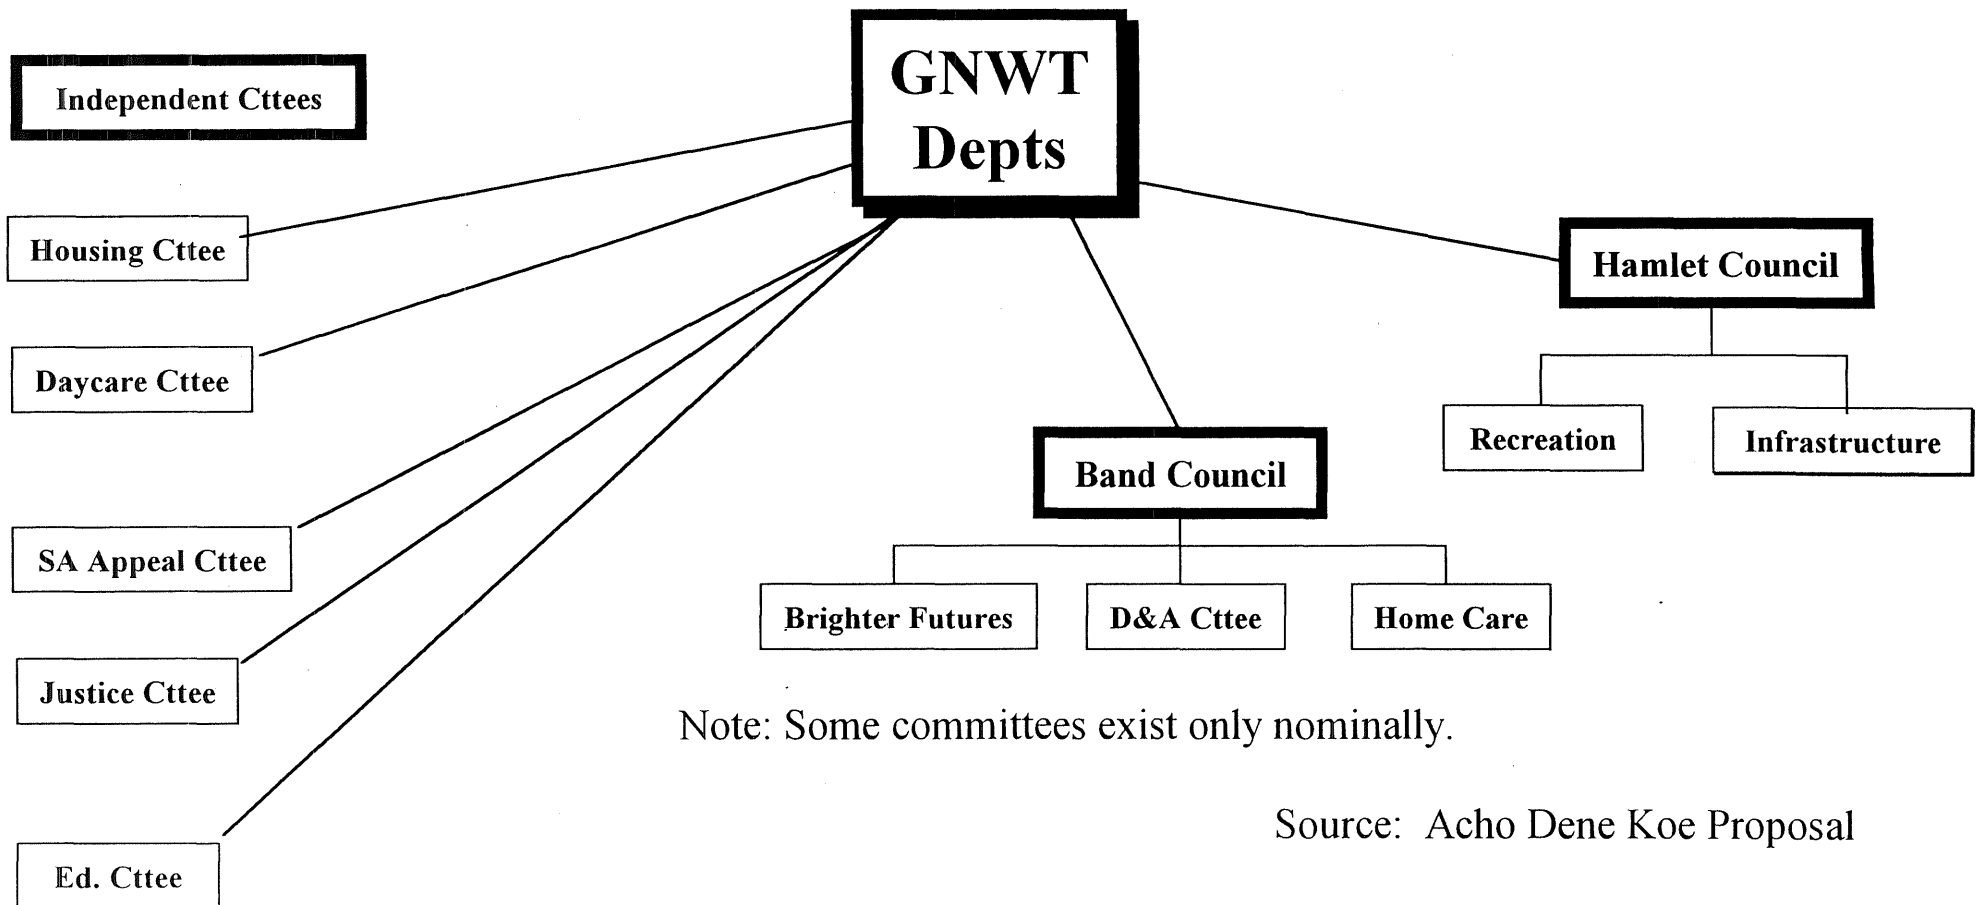 GNWT
Depts
Independent Cttees
Housing Cttee
Daycare Cttee
SA Appeal Cttee
Justice Cttee
Ed. Cttee
Hamlet Council
Recreation
Infrastructure
Band Council
Brighter Futures
D&A Cttee
Home Care
Note: Some committees exist only nominally.
Source: Acho Dene Koe Proposal